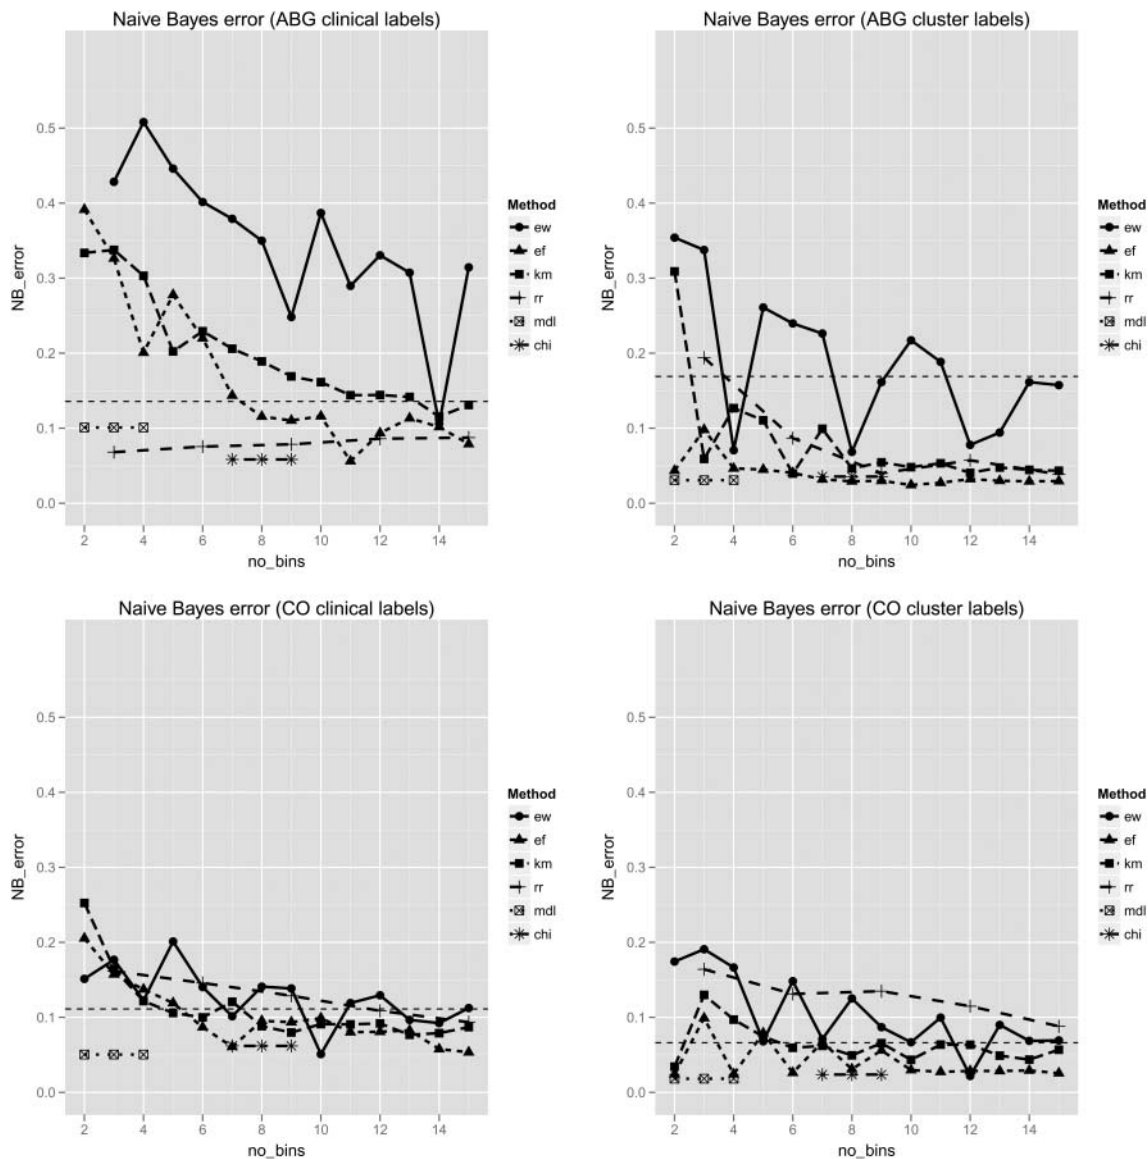 Naive Bayes error (ABG clinical labels)
0.5
0.4
0.3
0.2
0.1
0.0
NB_error
2 4 6 8 10 12 14
no_bins
Method
ew
ef
km
rr
mdl
chi
Naive Bayes error (ABG cluster labels)
0.5
0.4
0.3
0.2
0.1
0.0
NB_error
2 4 6 8 10 12 14
no_bins
Method
ew
ef
km
rr
mdl
chi
Naive Bayes error (CO clinical labels)
0.5
0.4
0.3
0.2
0.1
0.0
NB_error
2 4 6 8 10 12 14
no_bins
Method
ew
ef
km
rr
mdl
chi
Naive Bayes error (CO cluster labels)
0.5
0.4
0.3
0.2
0.1
0.0
NB_error
2 4 6 8 10 12 14
no_bins
Method
ew
ef
km
rr
mdl
chi